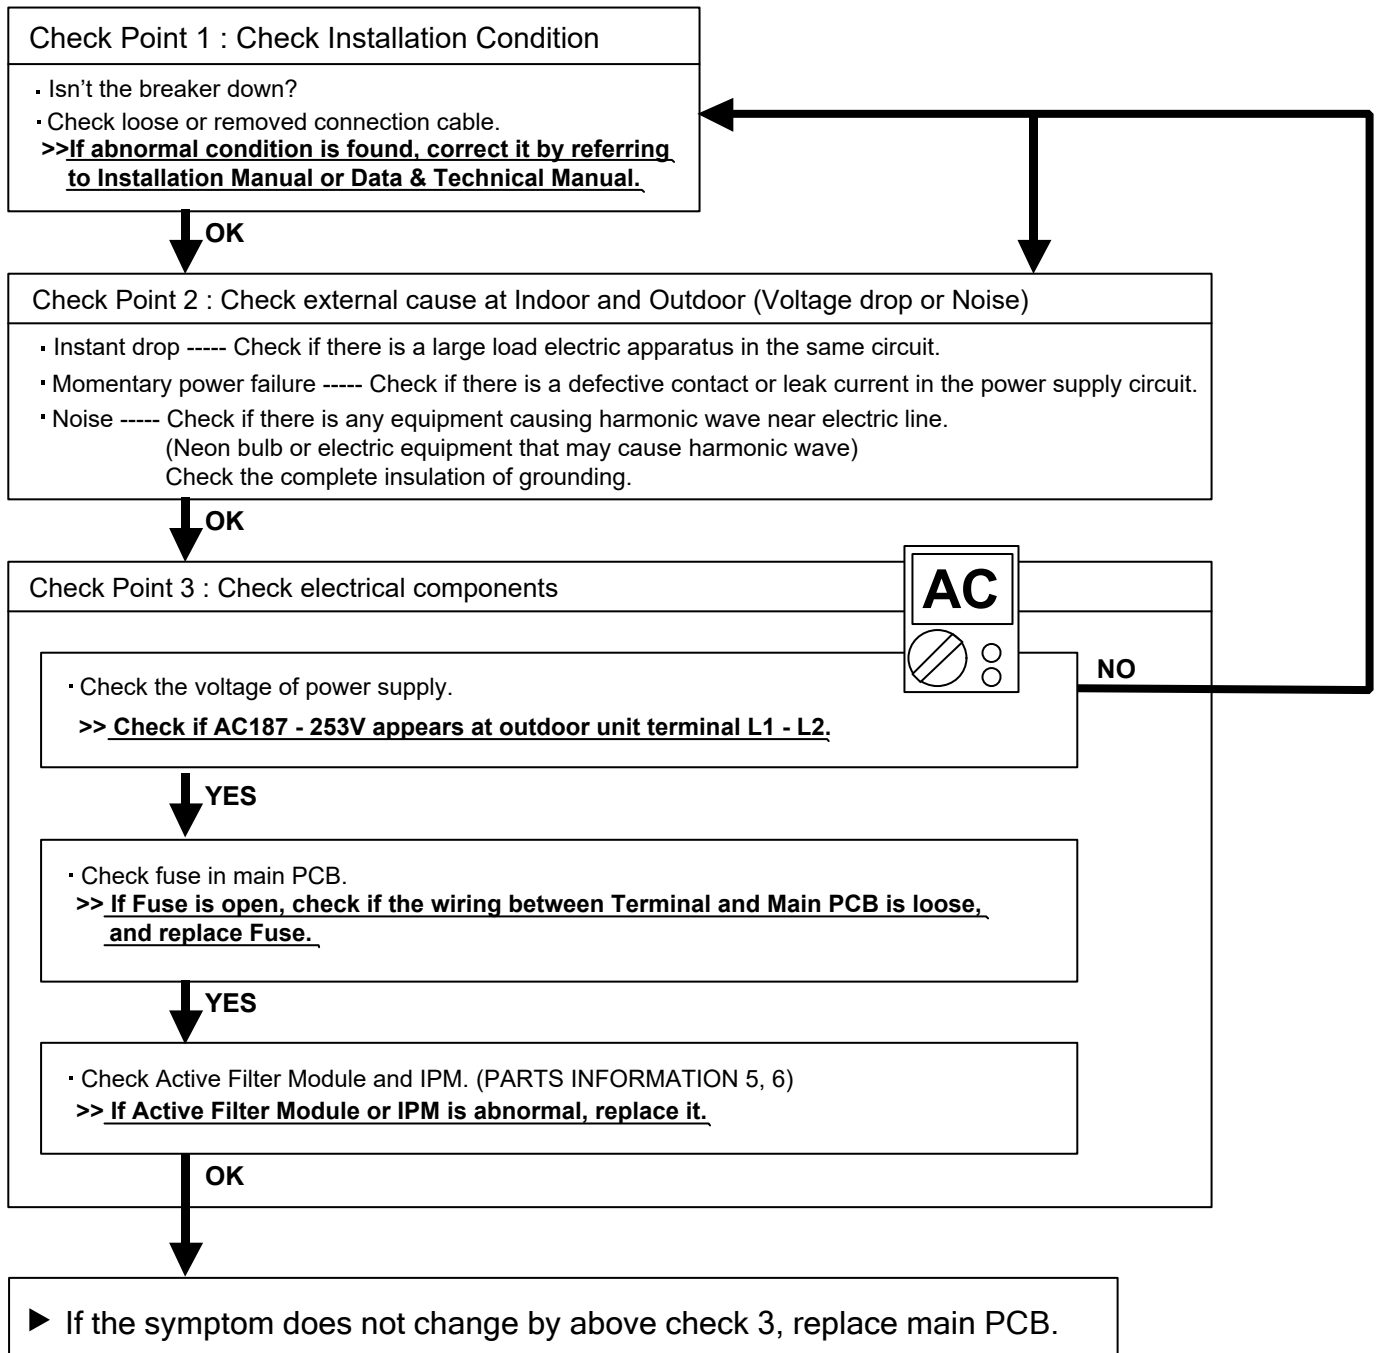 Check Point 1 : Check Installation Condition
· Isn’t the breaker down?
· Check loose or removed connection cable.
>>If abnormal condition is found, correct it by referring
to Installation Manual or Data & Technical Manual.
OK
Check Point 2 : Check external cause at Indoor and Outdoor (Voltage drop or Noise)
· Instant drop ----- Check if there is a large load electric apparatus in the same circuit.
· Momentary power failure ----- Check if there is a defective contact or leak current in the power supply circuit.
· Noise ----- Check if there is any equipment causing harmonic wave near electric line.
(Neon bulb or electric equipment that may cause harmonic wave)
Check the complete insulation of grounding.
OK
Check Point 3 : Check electrical components
AC
· Check the voltage of power supply.
>> Check if AC187 - 253V appears at outdoor unit terminal L1 - L2.
NO
YES
· Check fuse in main PCB.
>> If Fuse is open, check if the wiring between Terminal and Main PCB is loose,
and replace Fuse.
YES
· Check Active Filter Module and IPM. (PARTS INFORMATION 5, 6)
>> If Active Filter Module or IPM is abnormal, replace it.
OK
▶ If the symptom does not change by above check 3, replace main PCB.